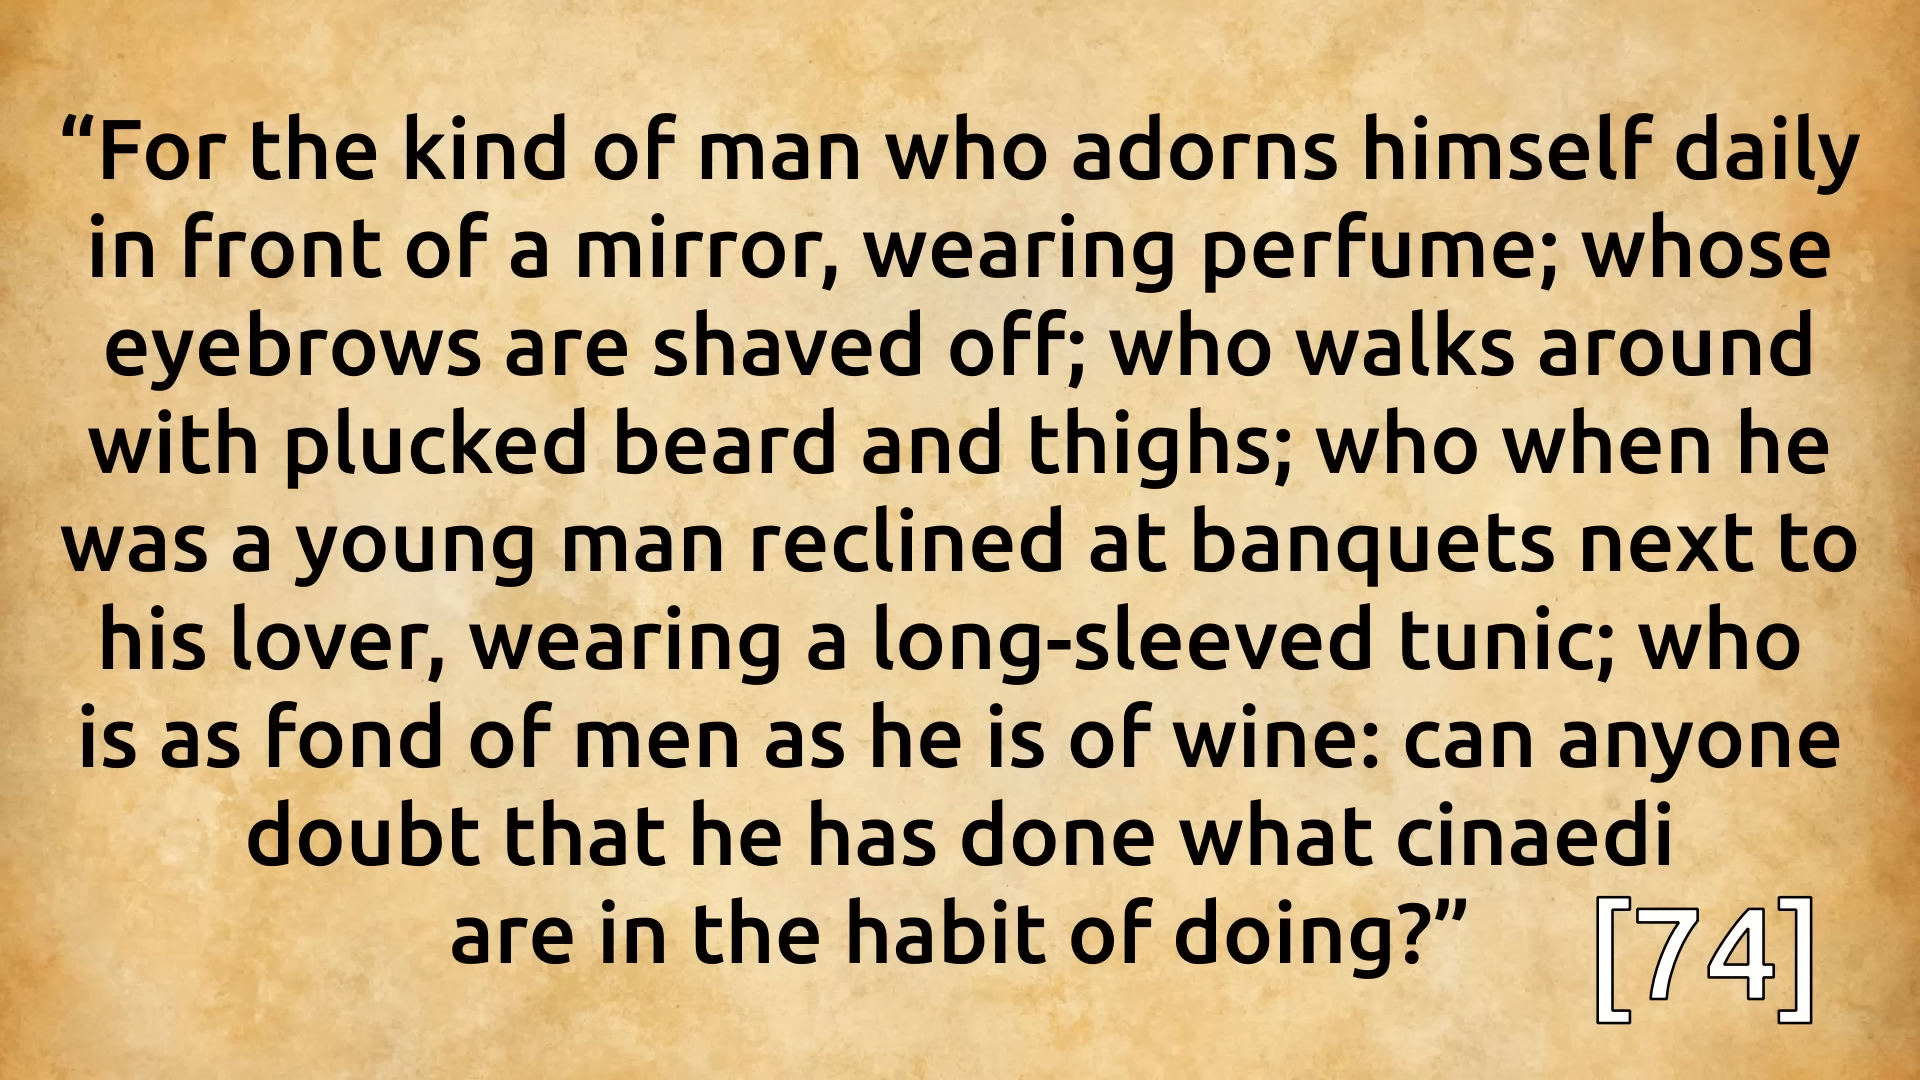 “For the kind of man who adorns himself daily
in front of a mirror, wearing perfume; whose
eyebrows are shaved off; who walks around
with plucked beard and thighs; who when he
was a young man reclined at banquets next to
his lover, wearing a long-sleeved tunic; who
is as fond of men as he is of wine: can anyone
doubt that he has done what cinaedi
are in the habit of doing?”
[74]